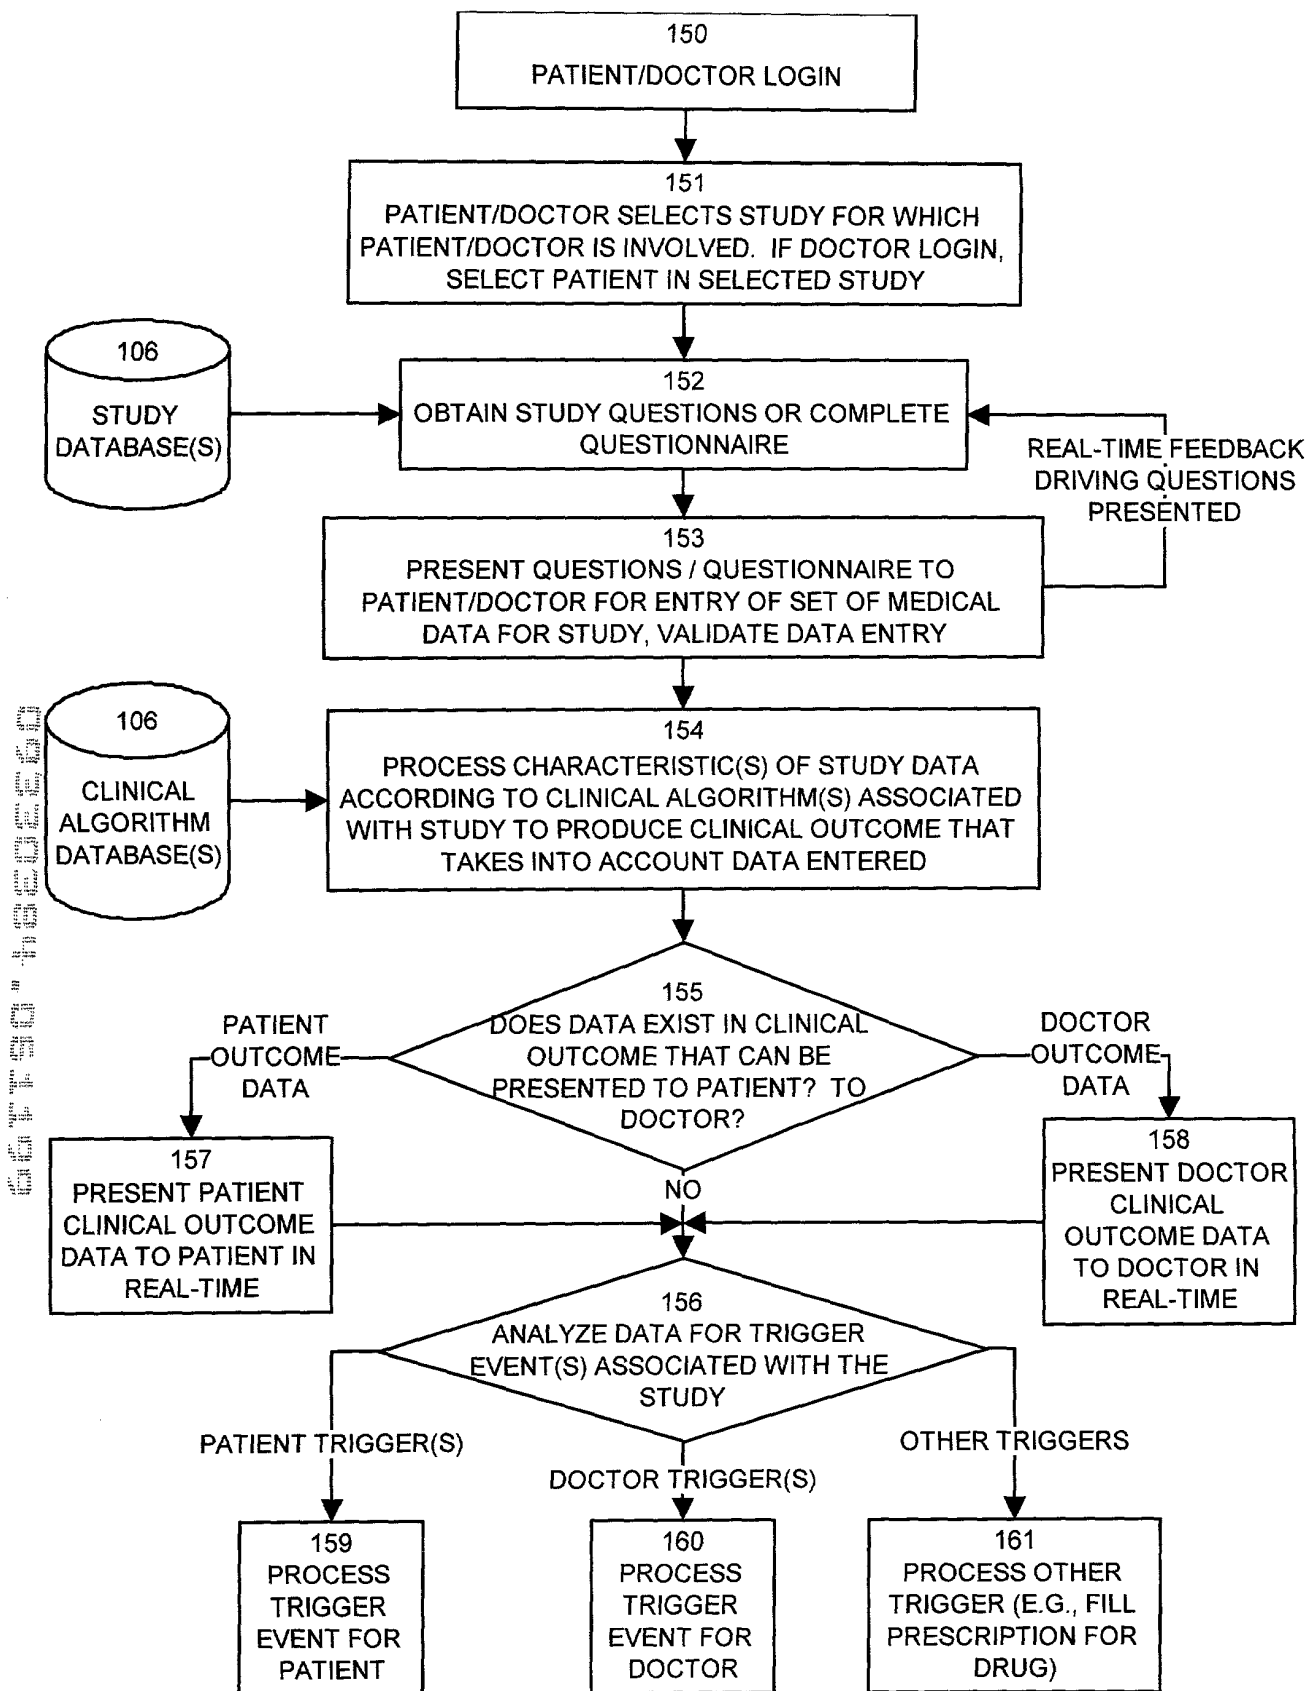 150
PATIENT/DOCTOR LOGIN
151
PATIENT/DOCTOR SELECTS STUDY FOR WHICH
PATIENT/DOCTOR IS INVOLVED. IF DOCTOR LOGIN,
SELECT PATIENT IN SELECTED STUDY
106
STUDY
DATABASE(S)
152
OBTAIN STUDY QUESTIONS OR COMPLETE
QUESTIONNAIRE
REAL-TIME FEEDBACK
DRIVING QUESTIONS
PRESENTED
153
PRESENT QUESTIONS / QUESTIONNAIRE TO
PATIENT/DOCTOR FOR ENTRY OF SET OF MEDICAL
DATA FOR STUDY, VALIDATE DATA ENTRY
106
CLINICAL
ALGORITHM
DATABASE(S)
154
PROCESS CHARACTERISTIC(S) OF STUDY DATA
ACCORDING TO CLINICAL ALGORITHM(S) ASSOCIATED
WITH STUDY TO PRODUCE CLINICAL OUTCOME THAT
TAKES INTO ACCOUNT DATA ENTERED
155
DOES DATA EXIST IN CLINICAL
OUTCOME THAT CAN BE
PRESENTED TO PATIENT? TO
DOCTOR?
PATIENT
OUTCOME
DATA
DOCTOR
OUTCOME
DATA
157
PRESENT PATIENT
CLINICAL OUTCOME
DATA TO PATIENT IN
REAL-TIME
NO
158
PRESENT DOCTOR
CLINICAL
OUTCOME DATA
TO DOCTOR IN
REAL-TIME
156
ANALYZE DATA FOR TRIGGER
EVENT(S) ASSOCIATED WITH THE
STUDY
PATIENT TRIGGER(S)
DOCTOR TRIGGER(S)
OTHER TRIGGERS
159
PROCESS
TRIGGER
EVENT FOR
PATIENT
160
PROCESS
TRIGGER
EVENT FOR
DOCTOR
161
PROCESS OTHER
TRIGGER (E.G., FILL
PRESCRIPTION FOR
DRUG)